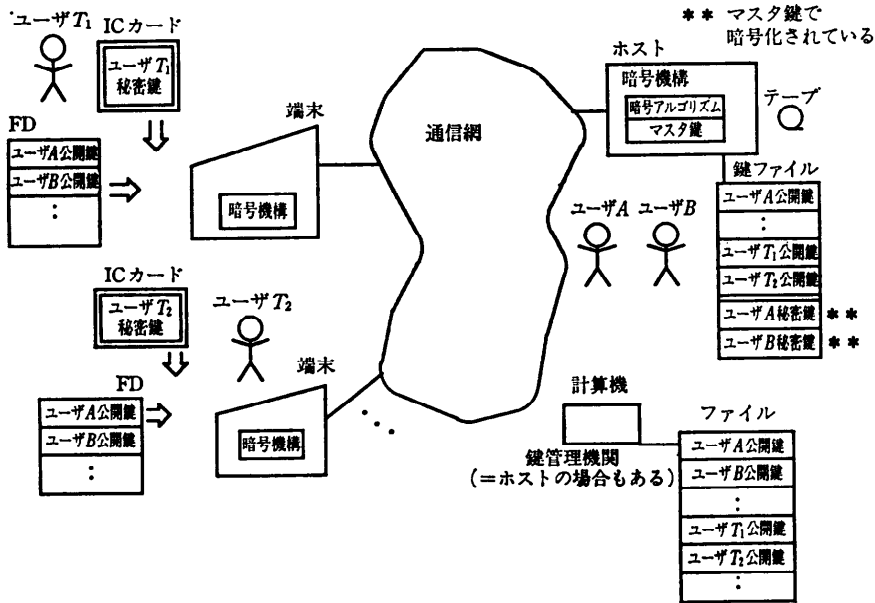 ユーザT₁
ICカード
ユーザT₁
秘密鍵
FD
ユーザA公開鍵
ユーザB公開鍵
:
端末
暗号機構
通信網
** マスタ鍵で
暗号化されている
ホスト
暗号機構
暗号アルゴリズム
マスタ鍵
テープ
鍵ファイル
ユーザA公開鍵
:
ユーザT₁公開鍵
ユーザT₂公開鍵
ユーザA秘密鍵 **
ユーザB秘密鍵 **
ユーザA ユーザB
ICカード
ユーザT₂
秘密鍵
ユーザT₂
FD
ユーザA公開鍵
ユーザB公開鍵
:
端末
暗号機構
計算機
鍵管理機関
(=ホストの場合もある)
ファイル
ユーザA公開鍵
ユーザB公開鍵
:
ユーザT₁公開鍵
ユーザT₂公開鍵
: